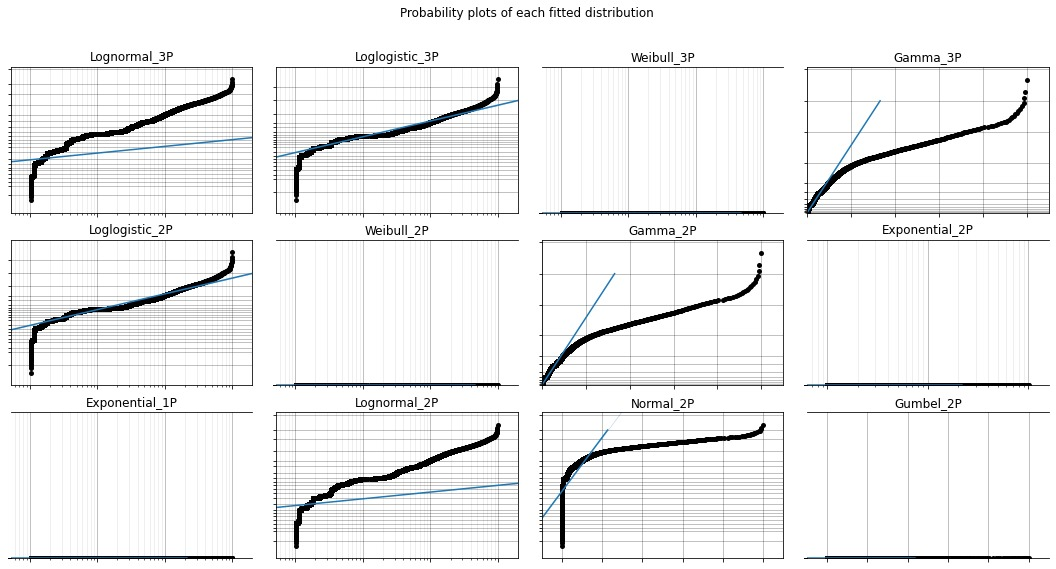 Probability plots of each fitted distribution
Lognormal_3P
Loglogistic_3P
Weibull_3P
Gamma_3P
Loglogistic_2P
Weibull_2P
Gamma_2P
Exponential_2P
Exponential_1P
Lognormal_2P
Normal_2P
Gumbel_2P